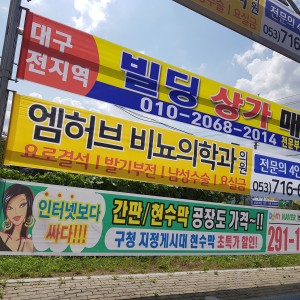 원
053)71
대구
전지역
빌딩 상가 매
010-2068-2014
전문부
엠허브 비뇨의학과의원
요로결석 | 발기부전 | 남성수술 | 요실금
전문의 4인
053)716-0
인터넷보다
싸다!!!
간판/현수막 공장도 가격~!!
구청 지정게시대 현수막 초특가 할인!
291-1